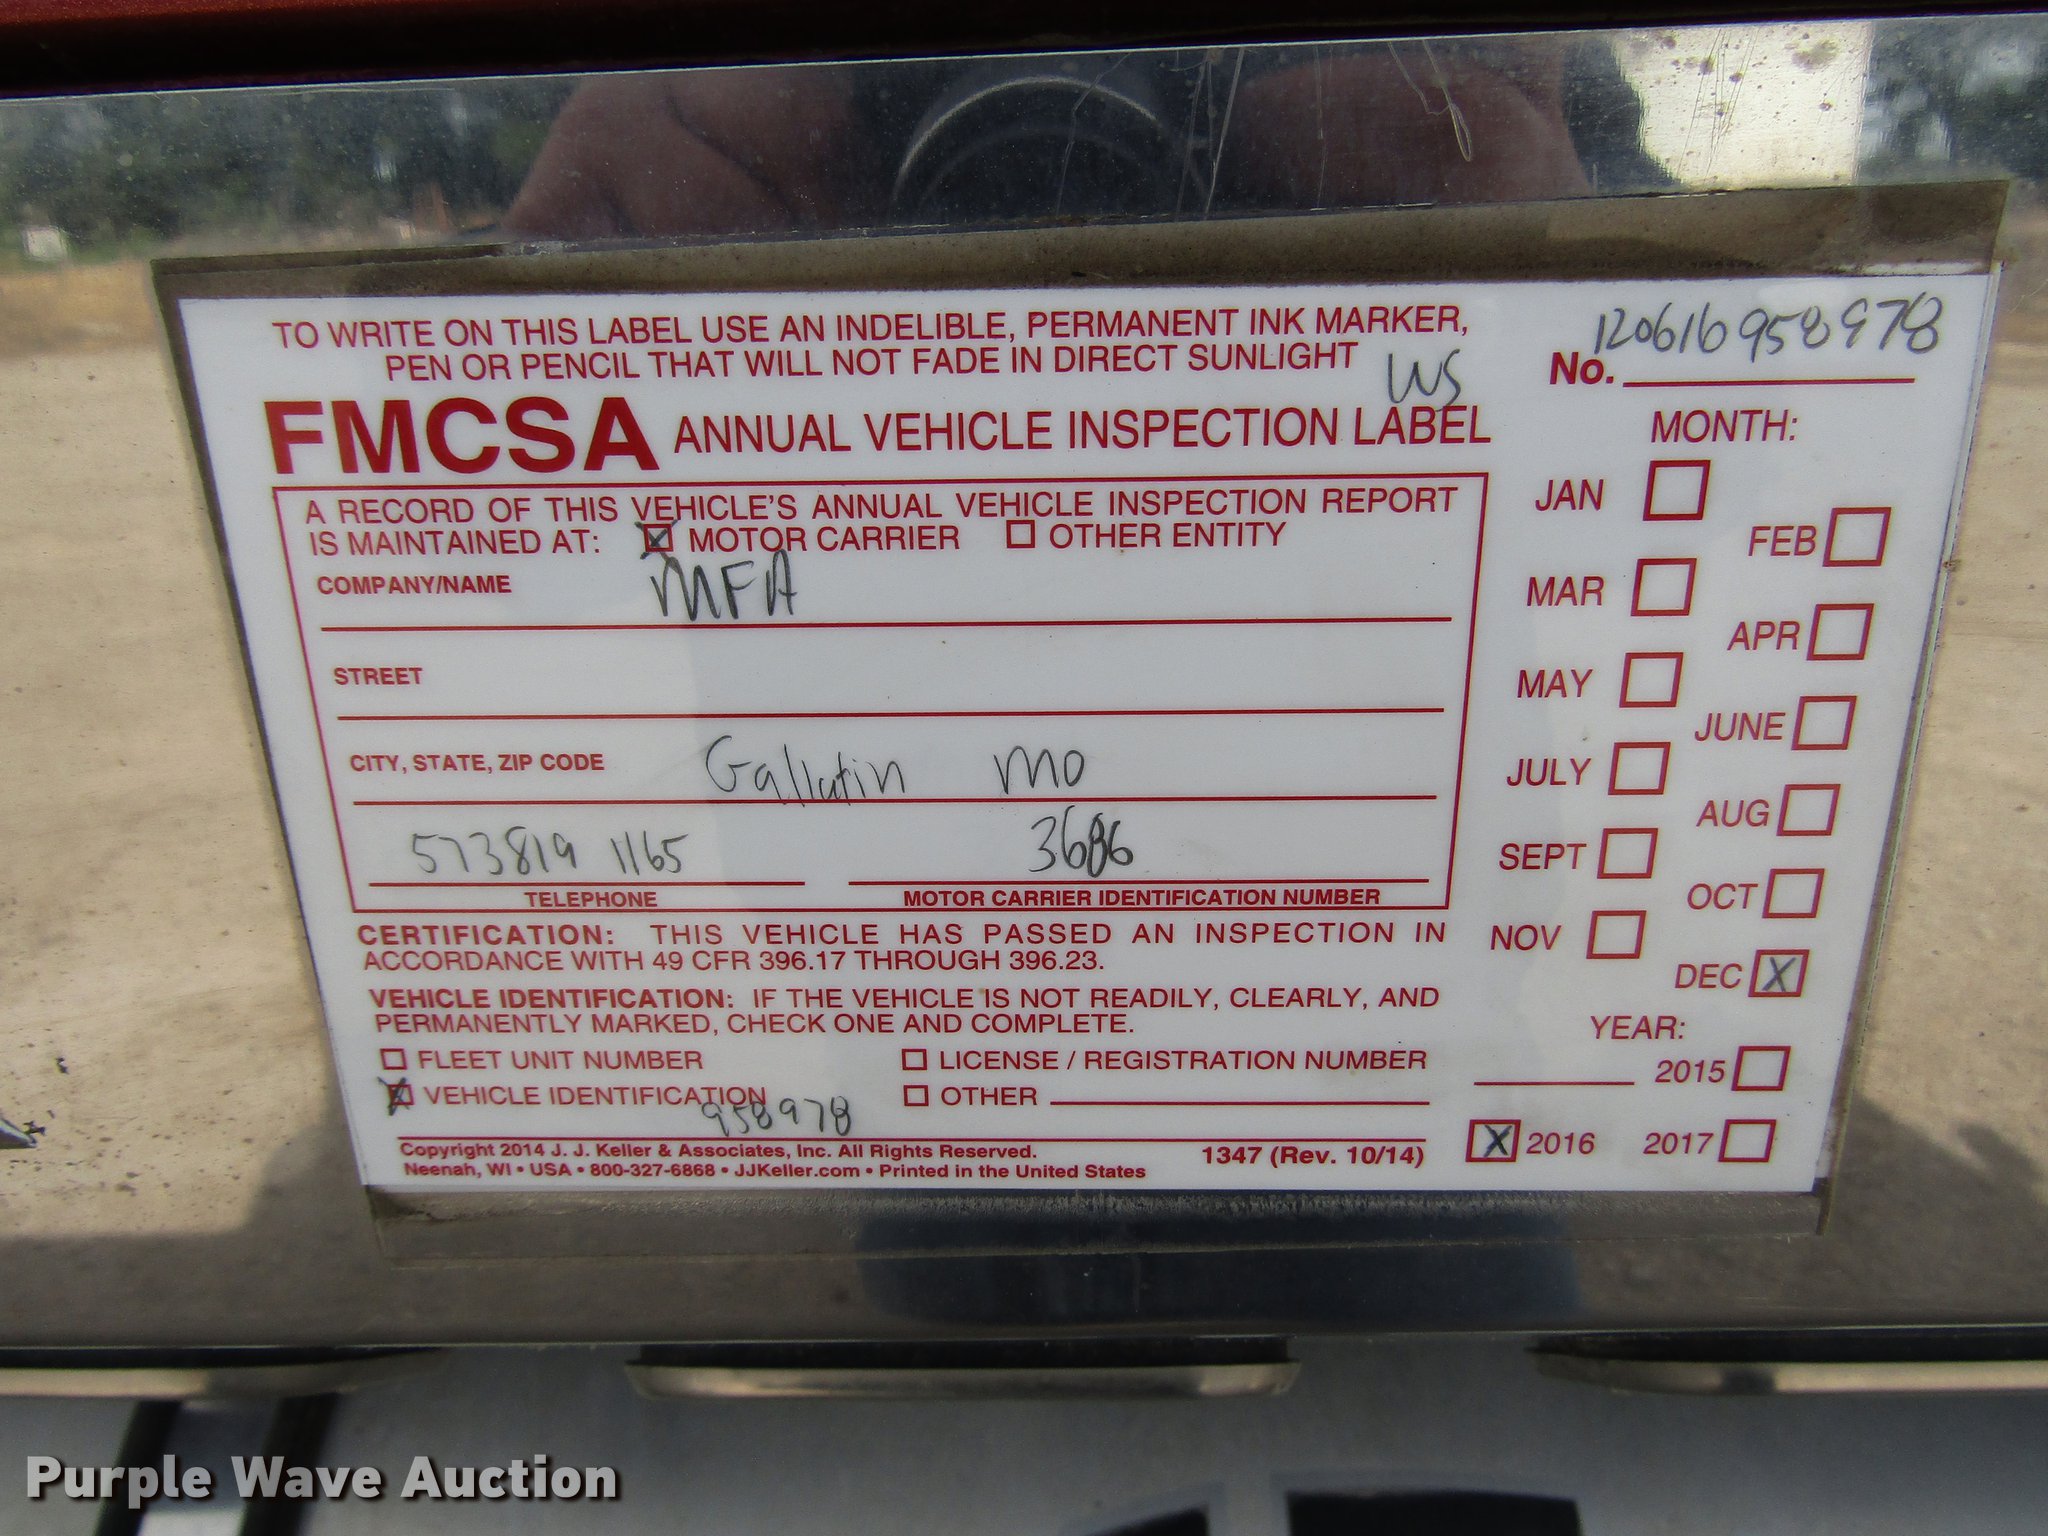 TO WRITE ON THIS LABEL USE AN INDELIBLE, PERMANENT INK MARKER,
PEN OR PENCIL THAT WILL NOT FADE IN DIRECT SUNLIGHT
WS
No. 120616958978
FMCSA ANNUAL VEHICLE INSPECTION LABEL
A RECORD OF THIS VEHICLE'S ANNUAL VEHICLE INSPECTION REPORT
IS MAINTAINED AT: X MOTOR CARRIER OTHER ENTITY
COMPANY/NAME MFA
STREET
CITY, STATE, ZIP CODE Gallatin MO
573819 1165 3686
TELEPHONE MOTOR CARRIER IDENTIFICATION NUMBER
CERTIFICATION: THIS VEHICLE HAS PASSED AN INSPECTION IN
ACCORDANCE WITH 49 CFR 396.17 THROUGH 396.23.
VEHICLE IDENTIFICATION: IF THE VEHICLE IS NOT READILY, CLEARLY, AND
PERMANENTLY MARKED, CHECK ONE AND COMPLETE.
FLEET UNIT NUMBER LICENSE / REGISTRATION NUMBER
X VEHICLE IDENTIFICATION OTHER
958978
Copyright 2014 J. J. Keller & Associates, Inc. All Rights Reserved.
Neenah, WI • USA • 800-327-6868 • JJKeller.com • Printed in the United States
1347 (Rev. 10/14)
MONTH:
JAN
FEB
MAR
APR
MAY
JUNE
JULY
AUG
SEPT
OCT
NOV
DEC X
YEAR:
2015
X 2016 2017
Purple Wave Auction